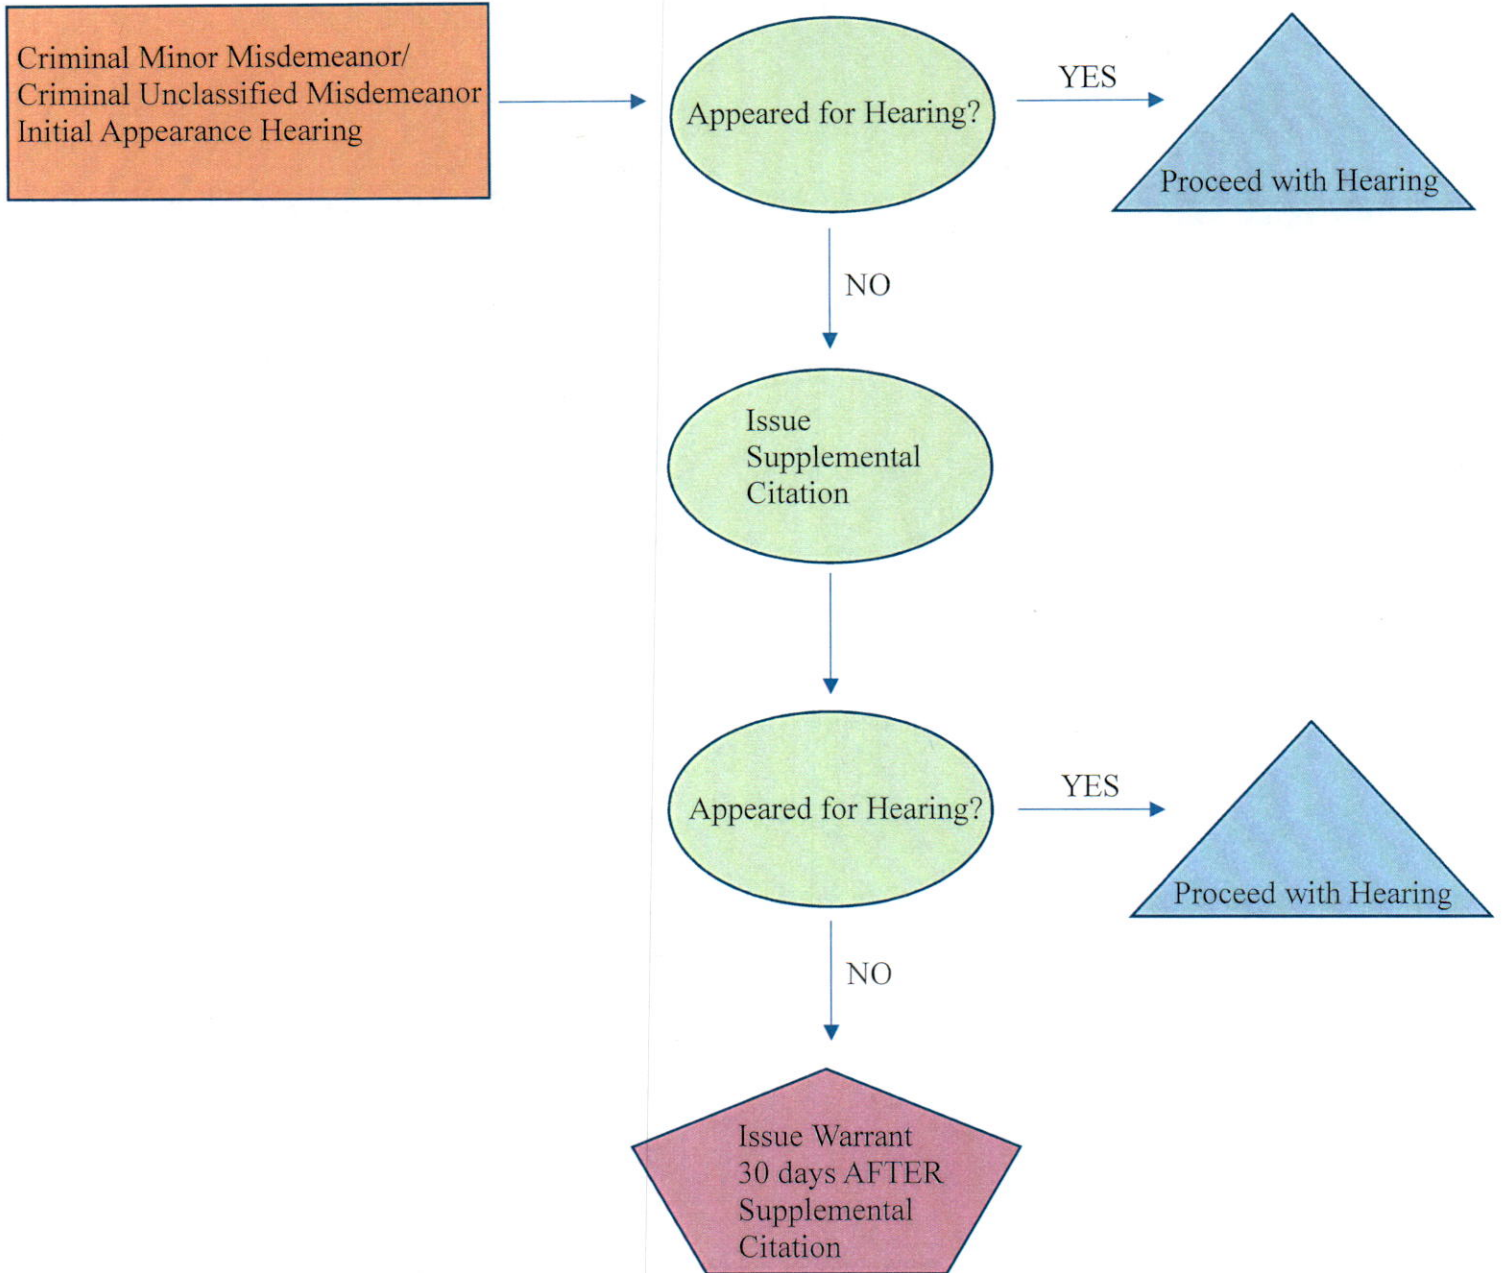 Criminal Minor Misdemeanor/
Criminal Unclassified Misdemeanor
Initial Appearance Hearing
Appeared for Hearing?
YES
Proceed with Hearing
NO
Issue
Supplemental
Citation
Appeared for Hearing?
YES
Proceed with Hearing
NO
Issue Warrant
30 days AFTER
Supplemental
Citation